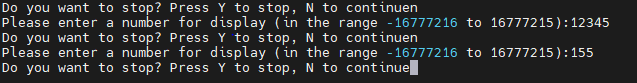 Do you want to stop? Press Y to stop, N to continuen
Please enter a number for display (in the range -16777216 to 16777215):12345
Do you want to stop? Press Y to stop, N to continuen
Please enter a number for display (in the range -16777216 to 16777215):155
Do you want to stop? Press Y to stop, N to continue